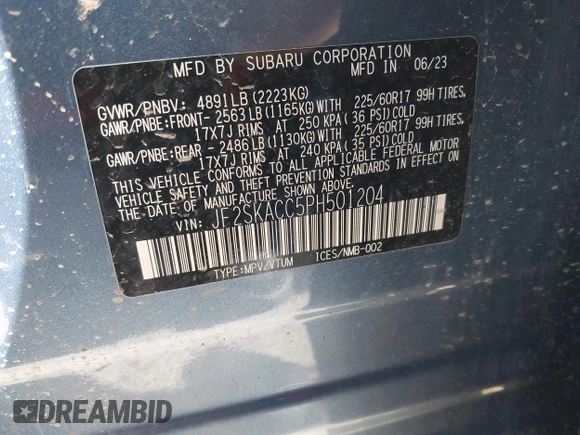 MFD BY SUBARU CORPORATION
MFD IN 06/23
GVWR/PNBV: 4891LB (2223KG)
GAWR/PNBE:FRONT- 2563LB(1165KG)WITH 225/60R17 99H TIRES,
17X7J RIMS AT 250 KPA( 36 PSI)COLD
GAWR/PNBE:REAR - 2486LB(1130KG)WITH 225/60R17 99H TIRES,
17X7J RIMS AT 240 KPA( 35 PSI)COLD
THIS VEHICLE CONFORMS TO ALL APPLICABLE FEDERAL MOTOR
VEHICLE SAFETY AND THEFT PREVENTION STANDARDS IN EFFECT ON
THE DATE OF MANUFACTURE SHOWN ABOVE.
VIN: JF2SKACC5PH501204
TYPE:MPV/VTUM ICES/NMB-002
DREAMBID